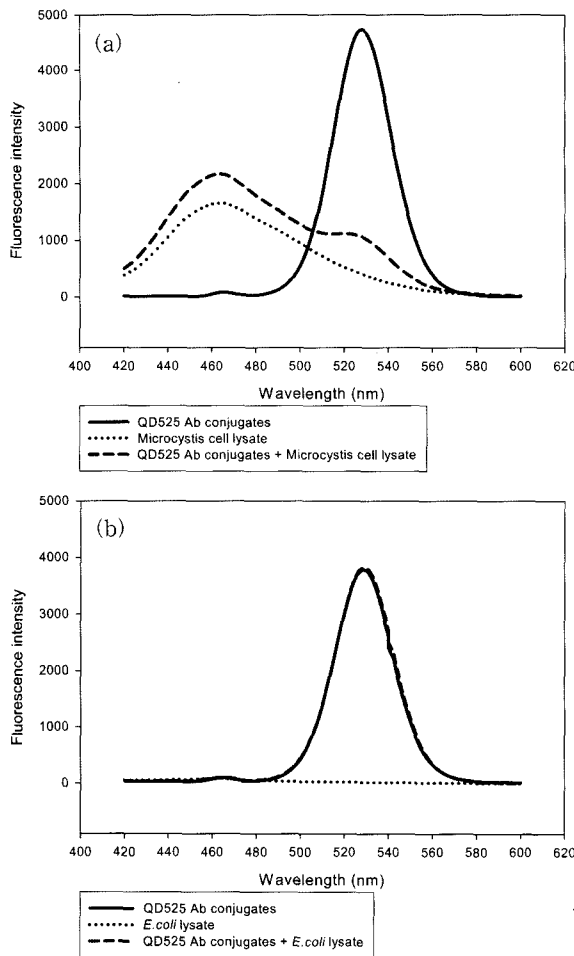 (a)
5000
4000
3000
2000
1000
0
Fluorescence intensity
420 440 460 480 500 520 540 560 580 600 620
Wavelength (nm)
QD525 Ab conjugates
Microcystis cell lysate
QD525 Ab conjugates + Microcystis cell lysate
(b)
5000
4000
3000
2000
1000
0
Fluorescence intensity
420 440 460 480 500 520 540 560 580 600 620
Wavelength (nm)
QD525 Ab conjugates
E.coli lysate
QD525 Ab conjugates + E.coli lysate